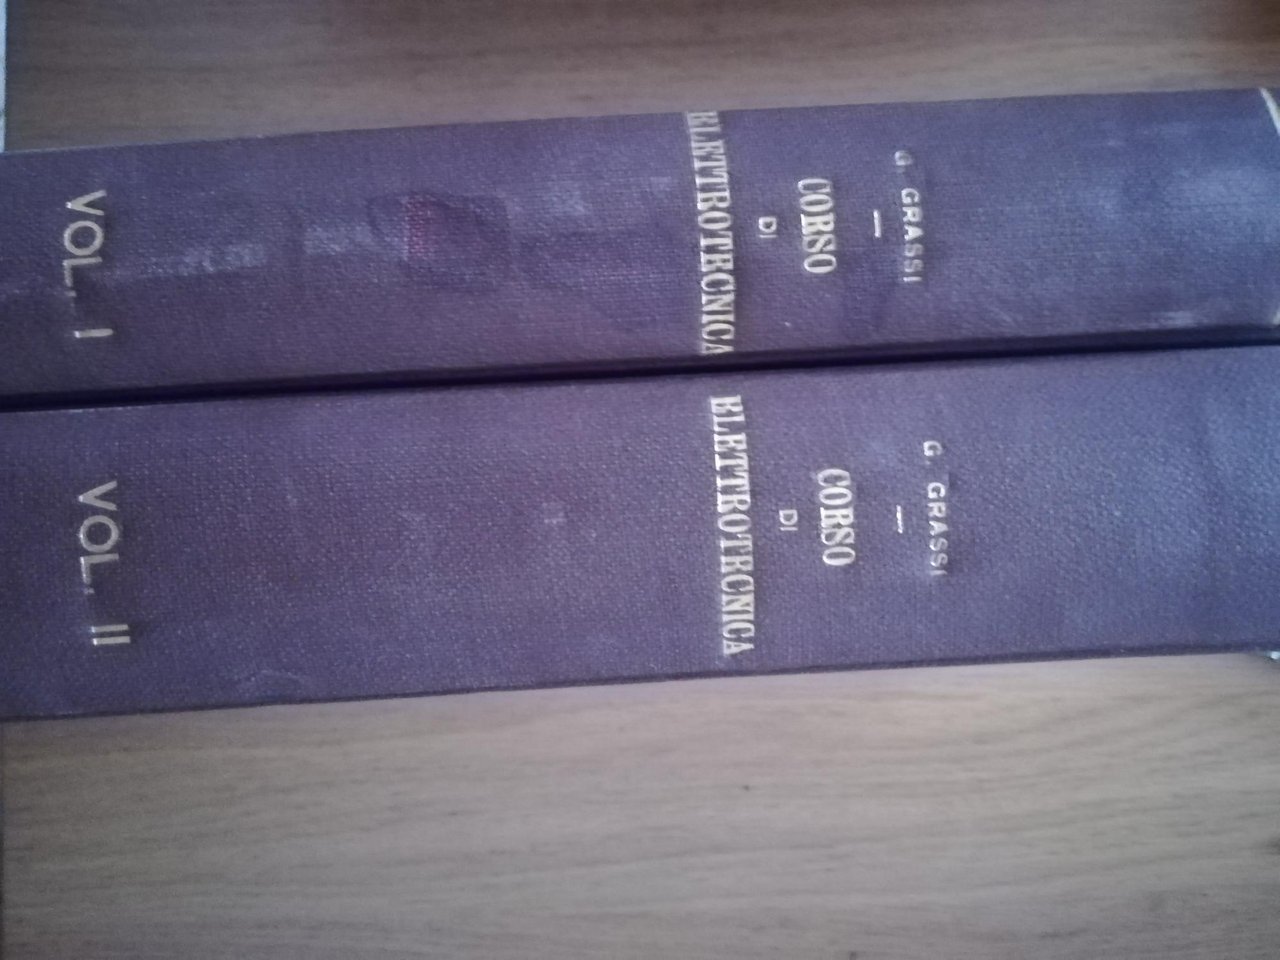 G. GRASSI
CORSO
DI
ELETTROTECNICA
VOL. I
G. GRASSI
CORSO
DI
ELETTROTECNICA
VOL. II